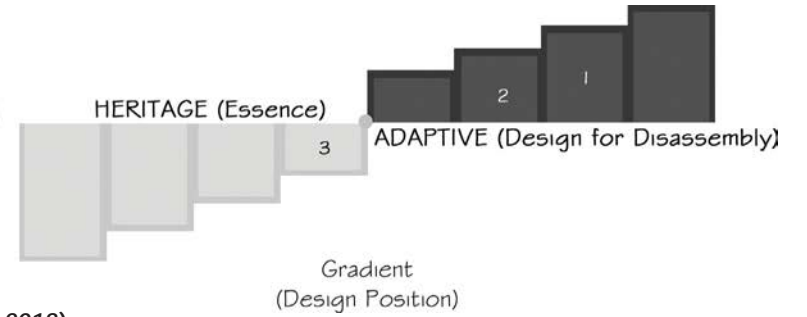 1
2
HERITAGE (Essence)
3
ADAPTIVE (Design for Disassembly)
Gradient
(Design Position)